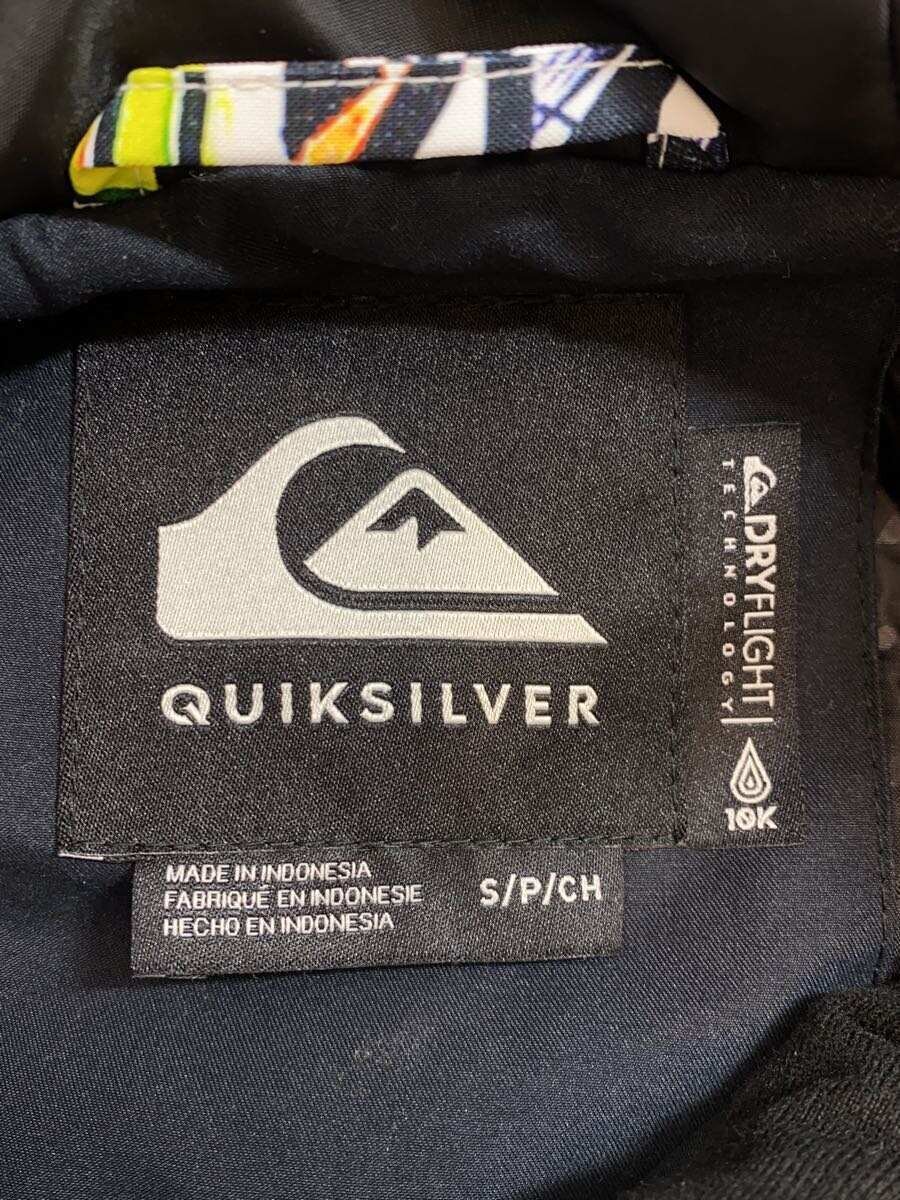 QUIKSILVER
DRYFLIGHT
TECHNOLOGY
10K
MADE IN INDONESIA
FABRIQUÉ EN INDONESIE
HECHO EN INDONESIA
S/P/CH